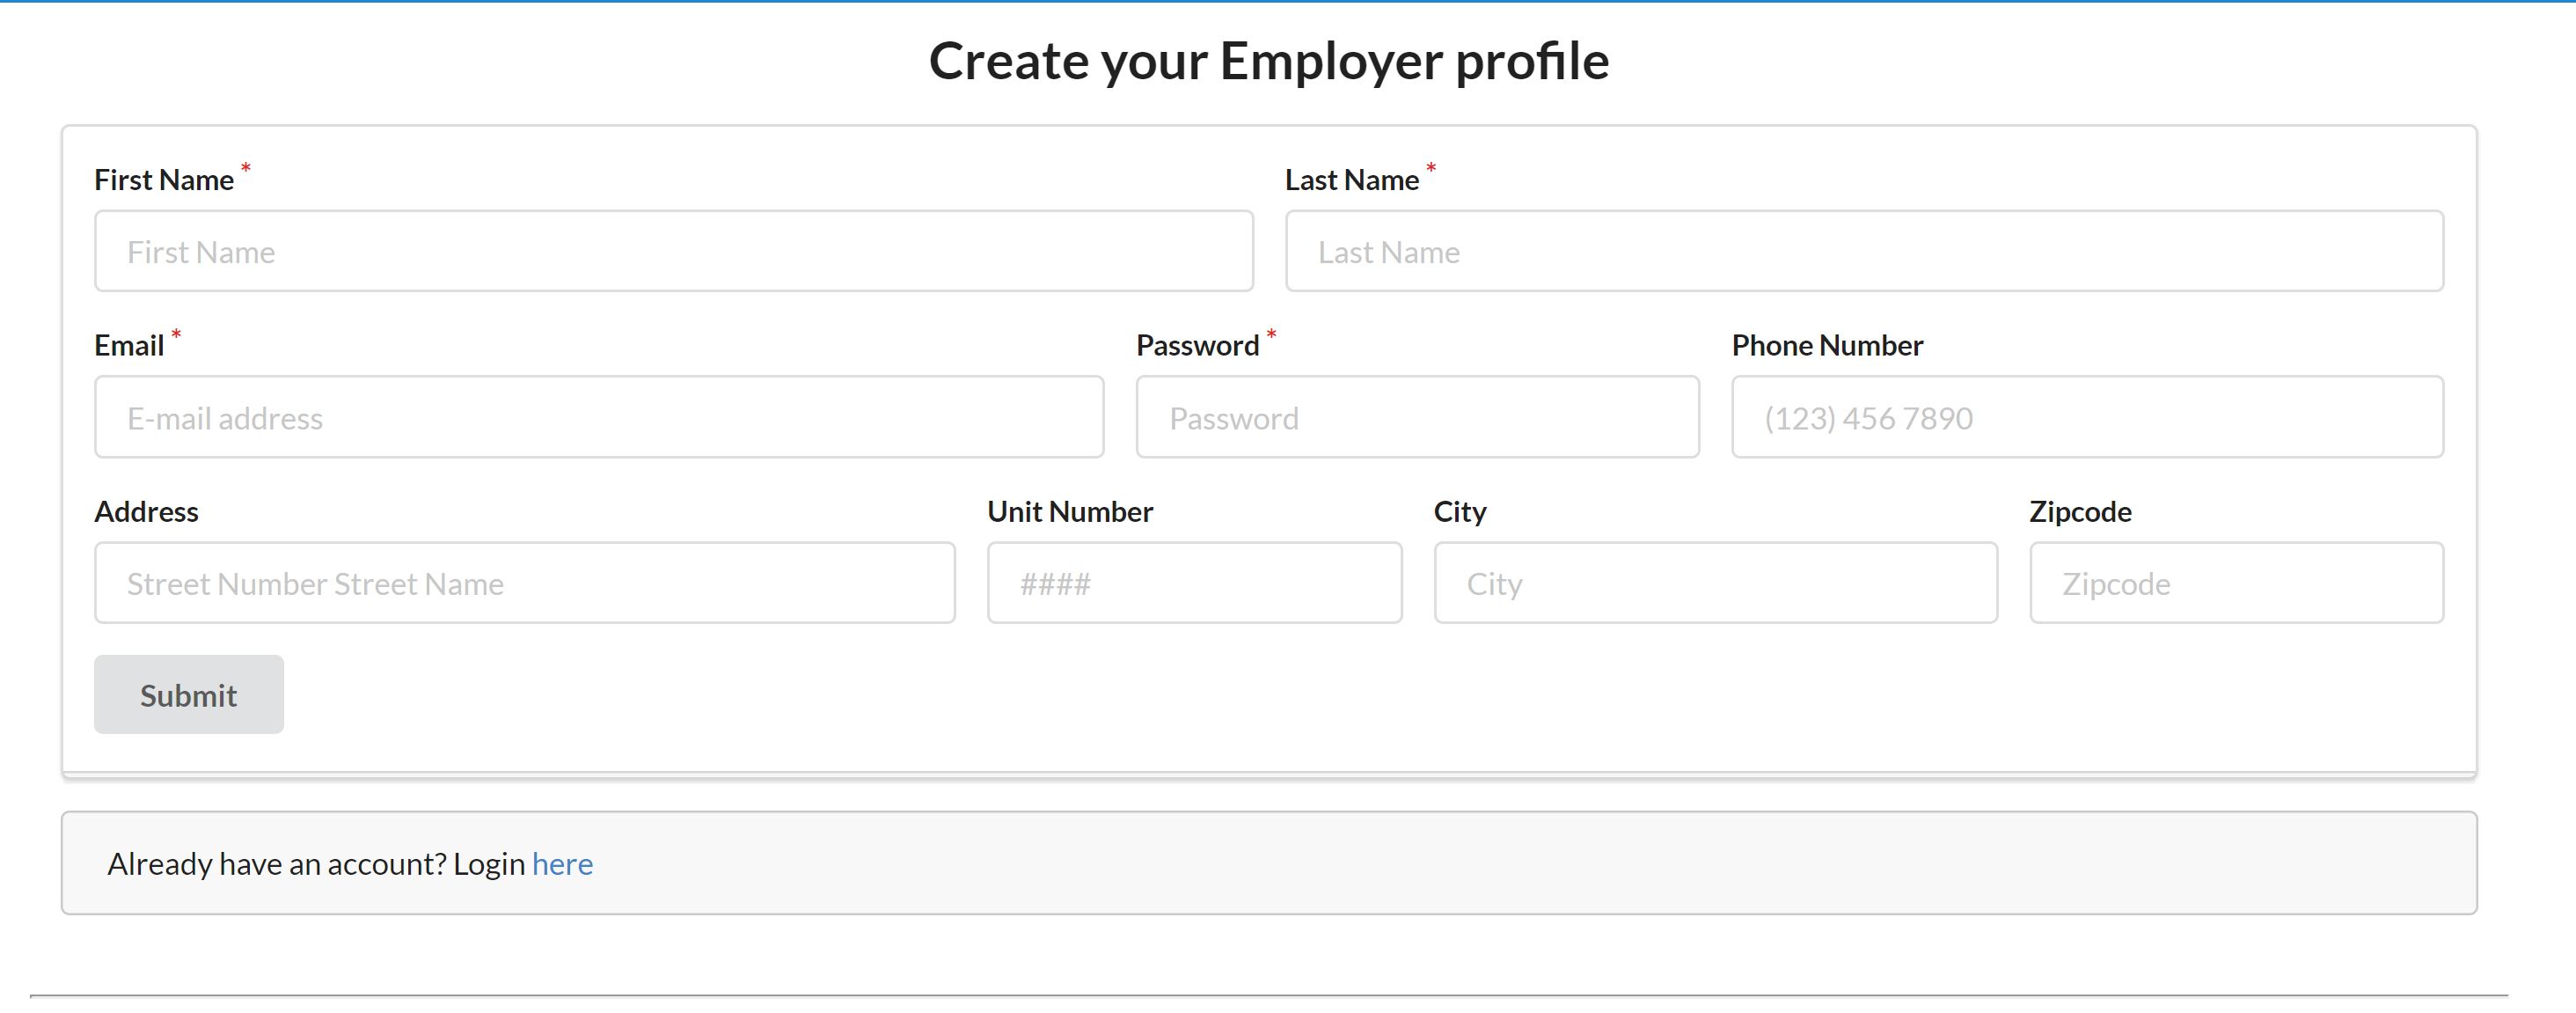 Create your Employer profile
First Name * Last Name *
First Name Last Name
Email * Password * Phone Number
E-mail address Password (123) 456 7890
Address Unit Number City Zipcode
Street Number Street Name #### City Zipcode
Submit
Already have an account? Login here